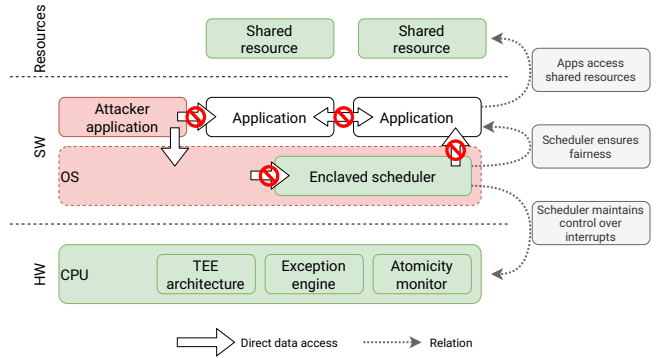 Resources
Shared
resource
Shared
resource
Apps access
shared resources
SW
Attacker
application
Application
Application
Scheduler ensures
fairness
OS
Enclaved scheduler
Scheduler maintains
control over
interrupts
HW
CPU
TEE
architecture
Exception
engine
Atomicity
monitor
Direct data access
Relation